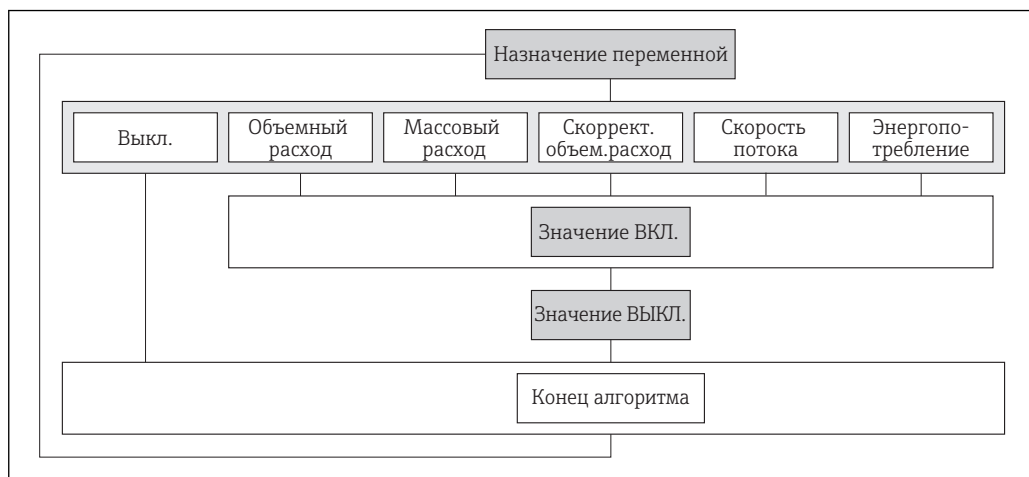 Назначение переменной
Выкл.
Объемный
расход
Массовый
расход
Скоррект.
объем.расход
Скорость
потока
Энергопо-
требление
Значение ВКЛ.
Значение ВЫКЛ.
Конец алгоритма